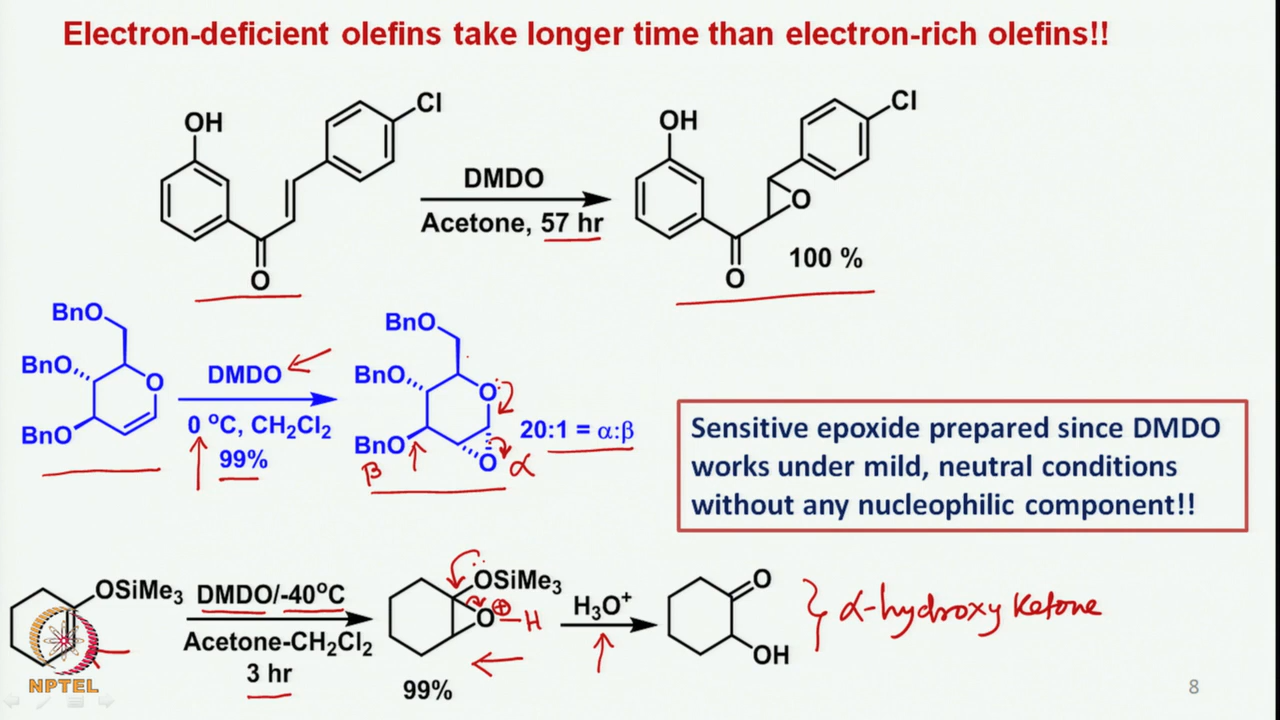 Electron-deficient olefins take longer time than electron-rich olefins!!
OH
Cl
O
DMDO
Acetone, 57 hr
OH
Cl
O
O
100 %
BnO
BnO
BnO
O
DMDO
0 ºC, CH₂Cl₂
99%
BnO
BnO
BnO
O
O
β
α
20:1 = α:β
Sensitive epoxide prepared since DMDO
works under mild, neutral conditions
without any nucleophilic component!!
OSiMe₃
DMDO/-40ºC
Acetone-CH₂Cl₂
3 hr
OSiMe₃
O
⊕
H
99%
H₃O⁺
O
OH
α-hydroxy Ketone
NPTEL
8